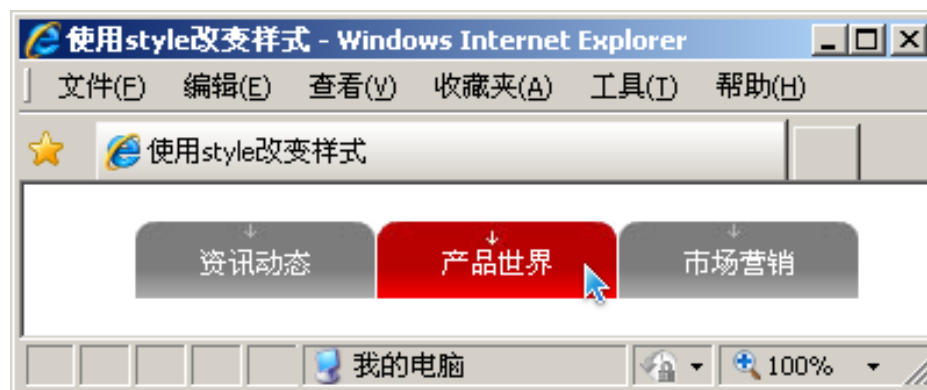 使用style改变样式 - Windows Internet Explorer
文件(F) 编辑(E) 查看(V) 收藏夹(A) 工具(T) 帮助(H)
使用style改变样式
资讯动态 产品世界 市场营销
我的电脑 100%